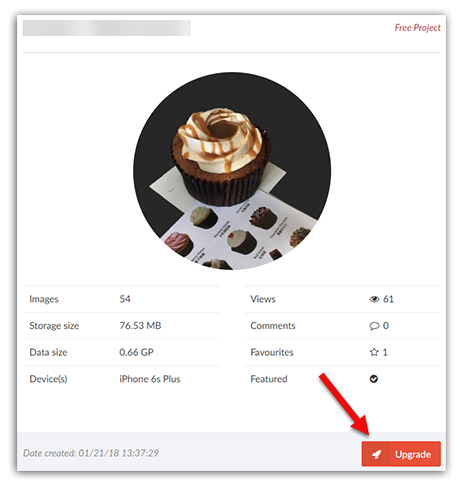 Free Project
Images 54
Storage size 76.53 MB
Data size 0.66 GP
Device(s) iPhone 6s Plus
Views 61
Comments 0
Favourites 1
Featured
Date created: 01/21/18 13:37:29
Upgrade